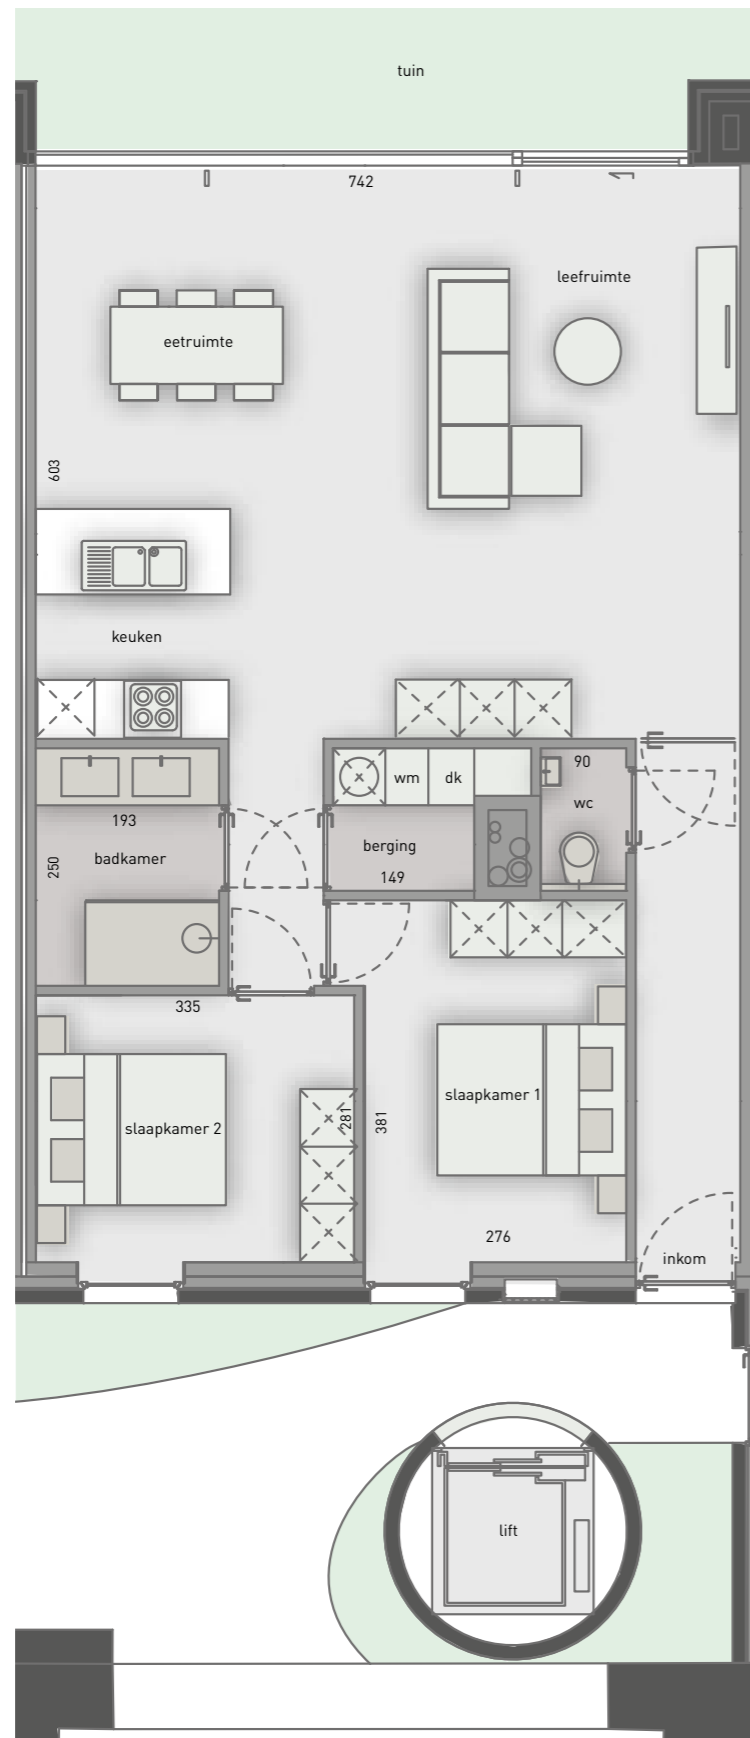 tuin
742
leefruimte
eetruimte
603
keuken
wm
dk
90
wc
193
badkamer
250
berging
149
335
slaapkamer 1
slaapkamer 2
281
381
276
inkom
lift